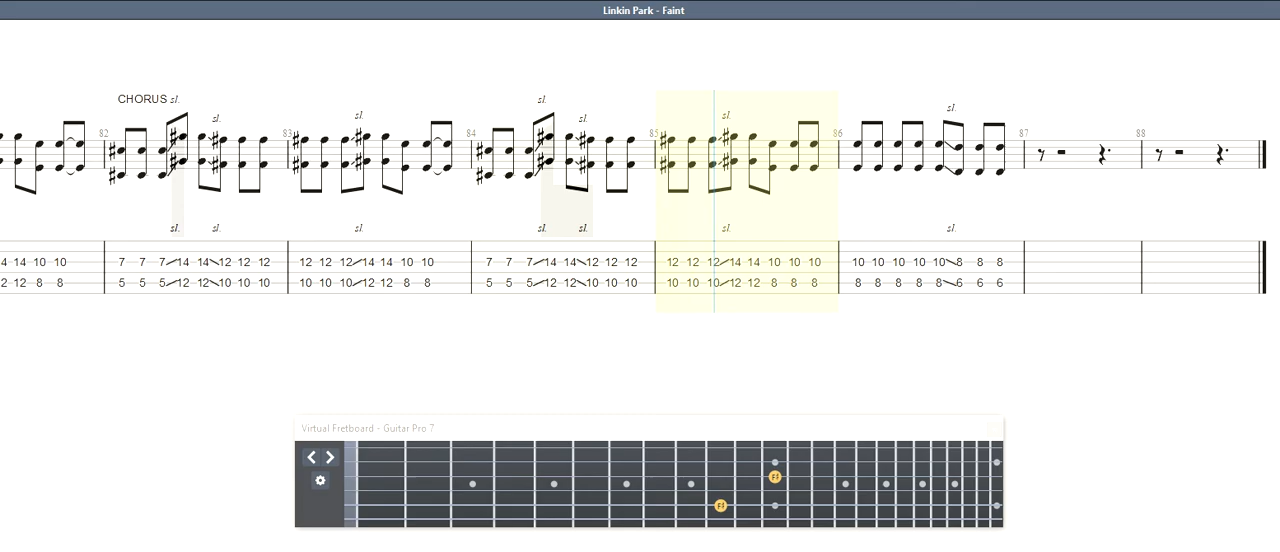 Linkin Park - Faint
CHORUS sl. sl. sl. sl. sl. sl. sl.
82 83 84 85 86 87 88
sl. sl. sl. sl. sl. sl. sl.
4 14 10 10 7 7 7 14 14 12 12 12 12 12 12 14 14 10 10 7 7 7 14 14 12 12 12 12 12 12 14 14 10 10 10 10 10 10 10 10 8 8 8
2 12 8 8 5 5 5 12 12 10 10 10 10 10 10 12 12 8 8 5 5 5 12 12 10 10 10 10 10 10 12 12 8 8 8 8 8 8 8 8 6 6 6
Virtual Fretboard - Guitar Pro 7
F#
F#